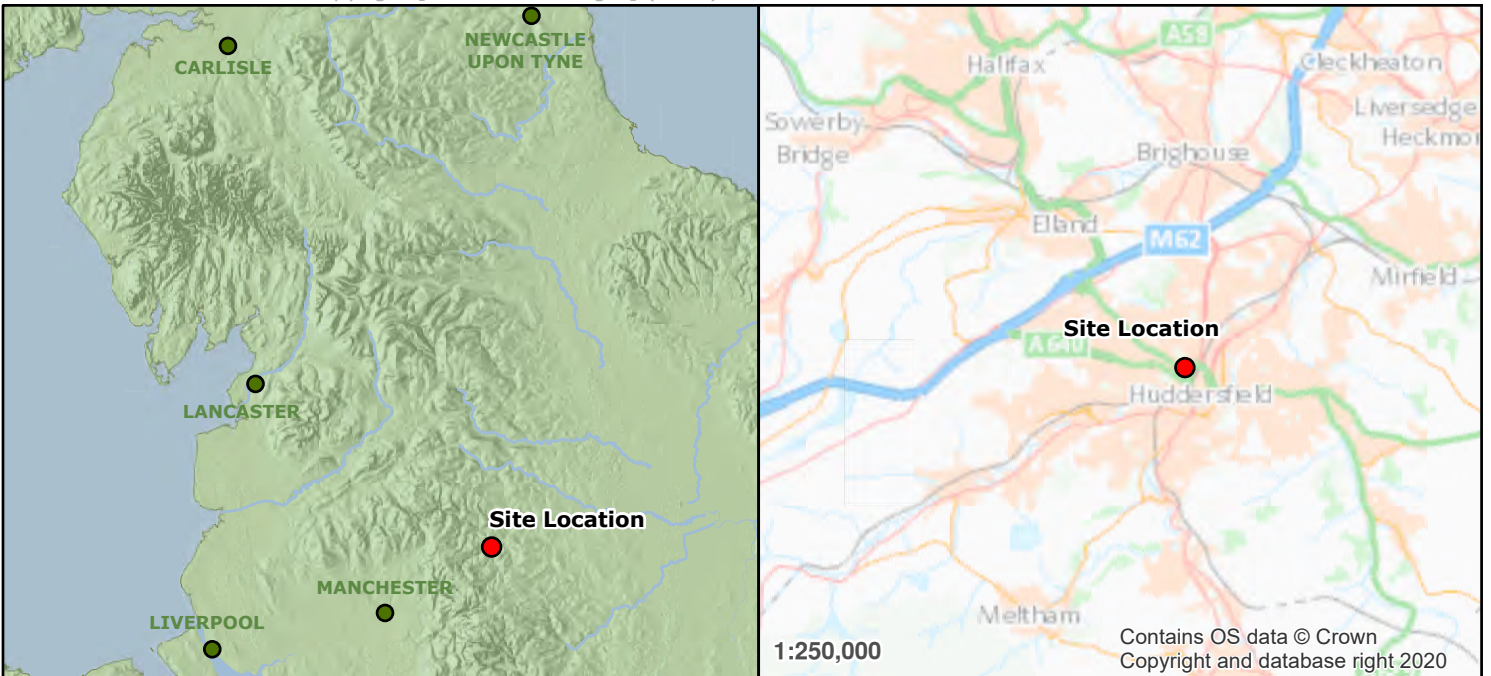 NEWCASTLE
UPON TYNE
CARLISLE
LANCASTER
Site Location
MANCHESTER
LIVERPOOL
A58
Halifax
Cleckheaton
Liversedge
Heckmo
Sowerby
Bridge
Brighouse
Elland
M62
Mirfield
Site Location
A640
Huddersfield
Meltham
1:250,000
Contains OS data © Crown
Copyright and database right 2020